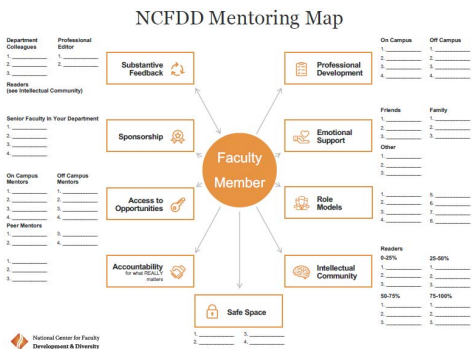 NCFDD Mentoring Map
Department
Colleagues
1.
2.
3.
Professional
Editor
1.
2.
Readers
(see Intellectual Community)
Substantive
Feedback
Professional
Development
On Campus
1.
2.
3.
4.
Off Campus
1.
2.
3.
4.
Senior Faculty In Your Department
1.
2.
3.
4.
Sponsorship
Faculty
Member
Emotional
Support
Friends
1.
2.
3.
Family
1.
2.
3.
Other
1.
2.
3.
On Campus
Mentors
1.
2.
3.
4.
Off Campus
Mentors
1.
2.
3.
4.
Peer Mentors
1.
2.
3.
4.
Access to
Opportunities
Role
Models
1.
2.
3.
4.
5.
6.
7.
8.
1.
2.
3.
Accountability
for what REALLY
matters
Intellectual
Community
Readers
0-25%
1.
2.
3.
25-50%
1.
2.
3.
50-75%
1.
2.
3.
75-100%
1.
2.
3.
Safe Space
1.
2.
3.
4.
National Center for Faculty
Development & Diversity